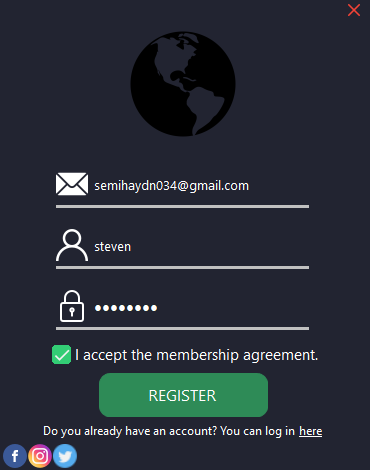 semihaydn034@gmail.com
steven
••••••••
I accept the membership agreement.
REGISTER
Do you already have an account? You can log in here